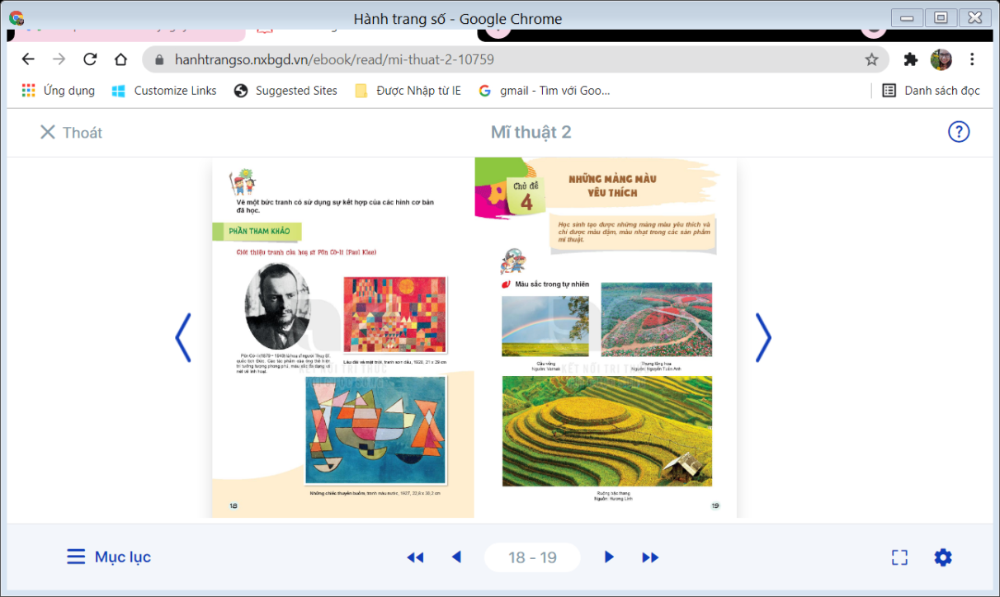 Hành trang số - Google Chrome
hanhtrangso.nxbgd.vn/ebook/read/mi-thuat-2-10759
Ứng dụng
Customize Links
Suggested Sites
Được Nhập từ IE
gmail - Tìm với Goo...
Danh sách đọc
Thoát
Mĩ thuật 2
Vẽ một bức tranh có sử dụng sự kết hợp của các hình cơ bản
đã học.
PHẦN THAM KHẢO
Giới thiệu tranh của hoạ sĩ Pôn Cờ-li (Paul Klee)
Pôn Cờ-li (1879 – 1940) là hoạ sĩ người Thuỵ Sĩ,
quốc tịch Đức. Các tác phẩm của ông thể hiện
trí tưởng tượng phong phú, màu sắc đa dạng và
nét vẽ linh hoạt.
Lâu đài và mặt trời, tranh sơn dầu, 1928,
Những chiếc thuyền buồm, tranh màu nước, 1927, 22,8 x 30,2 cm
18
Chủ đề
4
NHỮNG MẢNG MÀU
YÊU THÍCH
Học sinh tạo được những mảng màu yêu thích và
chỉ được màu đậm, màu nhạt trong các sản phẩm
mĩ thuật.
Màu sắc trong tự nhiên
Cầu vồng
Nguồn:
Thung lũng hoa
Nguồn: Nguyễn Tuấn Anh
KẾT NỐI TRI THỨC
Ruộng bậc thang
Nguồn: Hương Linh
19
Mục lục
18 - 19